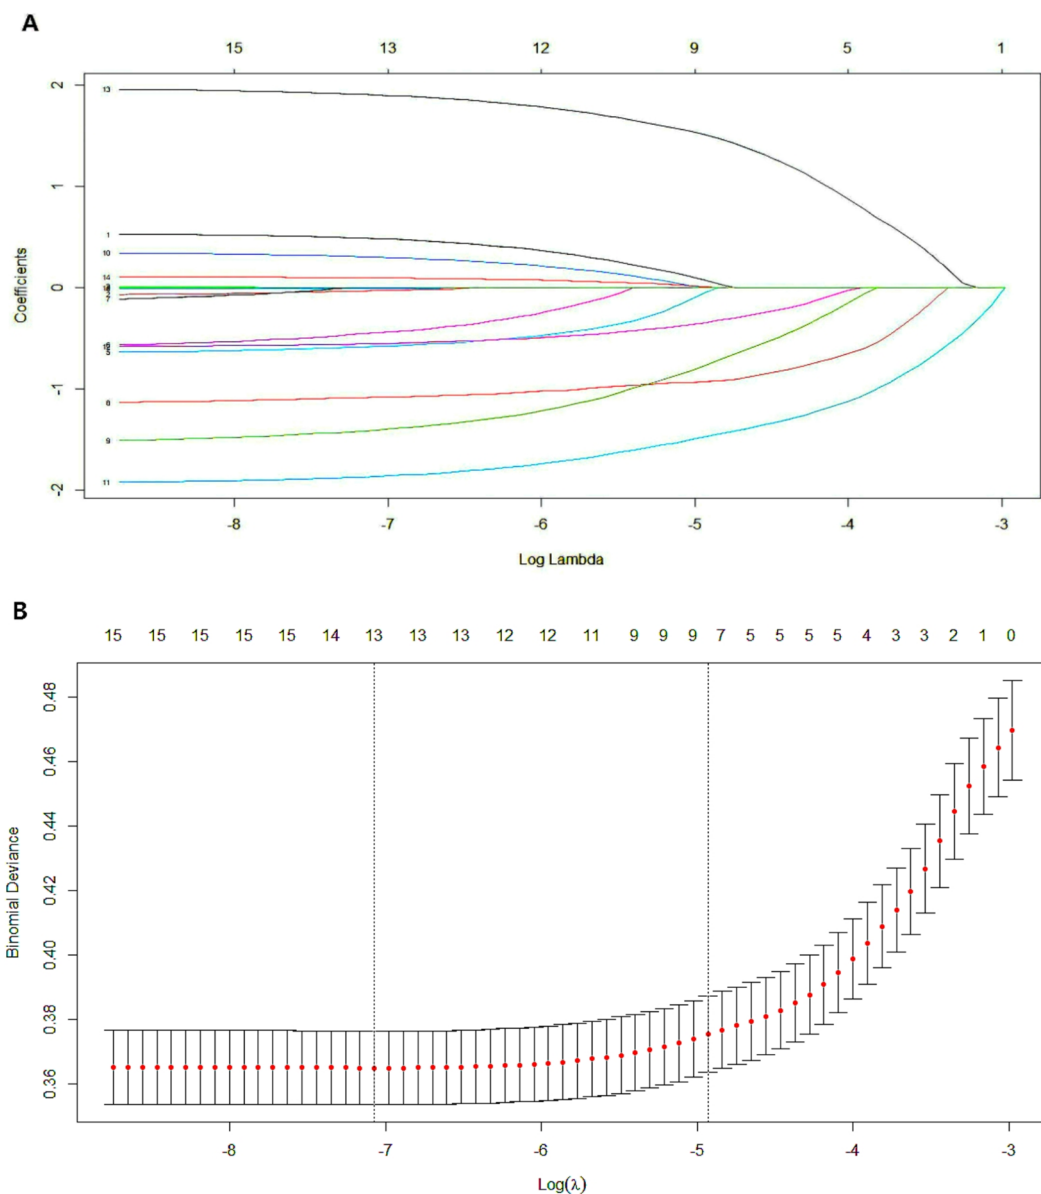 A
15 13 12 9 5 1
2
13
1
1
10
14
0
7
5
-1
8
9
11
-2
Coefficients
-8 -7 -6 -5 -4 -3
Log Lambda
B
15 15 15 15 15 14 13 13 13 12 12 11 9 9 9 7 5 5 5 4 3 3 2 1 0
0.48
0.46
0.44
0.42
0.40
0.38
0.36
Binomial Deviance
-8 -7 -6 -5 -4 -3
Log(λ)